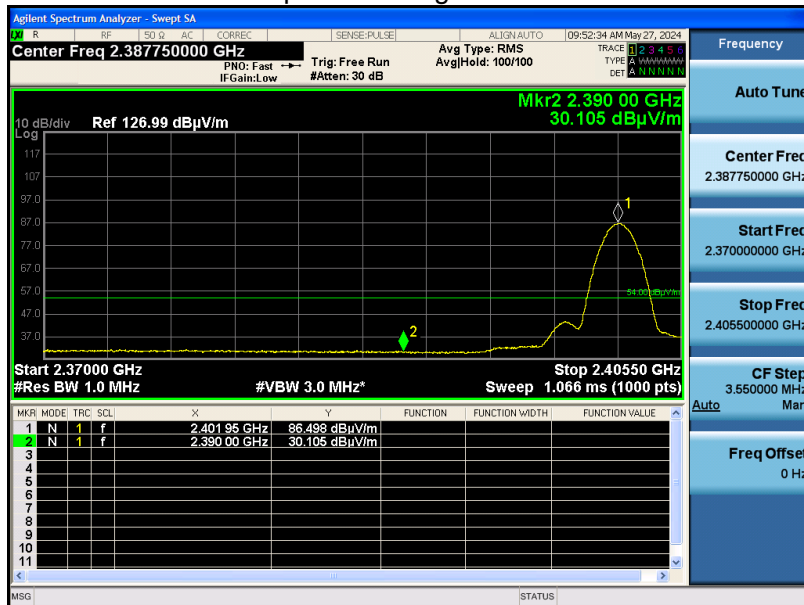 Agilent Spectrum Analyzer - Swept SA
LXI R RF 50 Ω AC CORREC SENSE:PULSE ALIGN AUTO 09:52:34 AM May 27, 2024
Center Freq 2.387750000 GHz
PNO: Fast
IFGain:Low
Trig: Free Run
#Atten: 30 dB
Avg Type: RMS
Avg|Hold: 100/100
TRACE 1 2 3 4 5 6
TYPE A WWWWW
DET A N N N N N
Mkr2 2.390 00 GHz
30.105 dBµV/m
10 dB/div Ref 126.99 dBµV/m
Log
117
107
97.0
87.0
77.0
67.0
57.0
47.0
37.0
1
54.00 dBµV/m
2
Start 2.37000 GHz Stop 2.40550 GHz
#Res BW 1.0 MHz #VBW 3.0 MHz* Sweep 1.066 ms (1000 pts)
MKR MODE TRC SCL X Y FUNCTION FUNCTION WIDTH FUNCTION VALUE
1 N 1 f 2.401 95 GHz 86.498 dBµV/m
2 N 1 f 2.390 00 GHz 30.105 dBµV/m
3
4
5
6
7
8
9
10
11
MSG STATUS
Frequency
Auto Tune
Center Freq
2.387750000 GHz
Start Freq
2.370000000 GHz
Stop Freq
2.405500000 GHz
CF Step
3.550000 MHz
Auto Man
Freq Offset
0 Hz